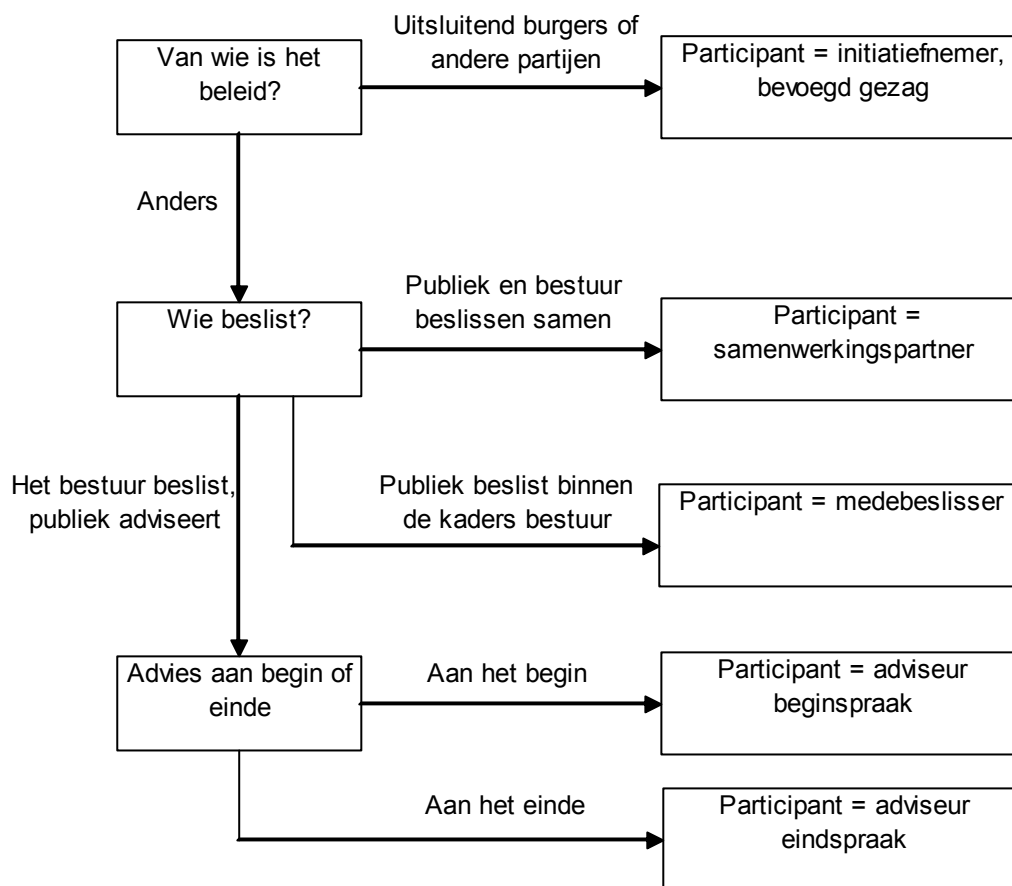 Van wie is het
beleid?
Uitsluitend burgers of
andere partijen
Participant = initiatiefnemer,
bevoegd gezag
Anders
Wie beslist?
Publiek en bestuur
beslissen samen
Participant =
samenwerkingspartner
Het bestuur beslist,
publiek adviseert
Publiek beslist binnen
de kaders bestuur
Participant = medebeslisser
Advies aan begin of
einde
Aan het begin
Participant = adviseur
beginspraak
Aan het einde
Participant = adviseur
eindspraak